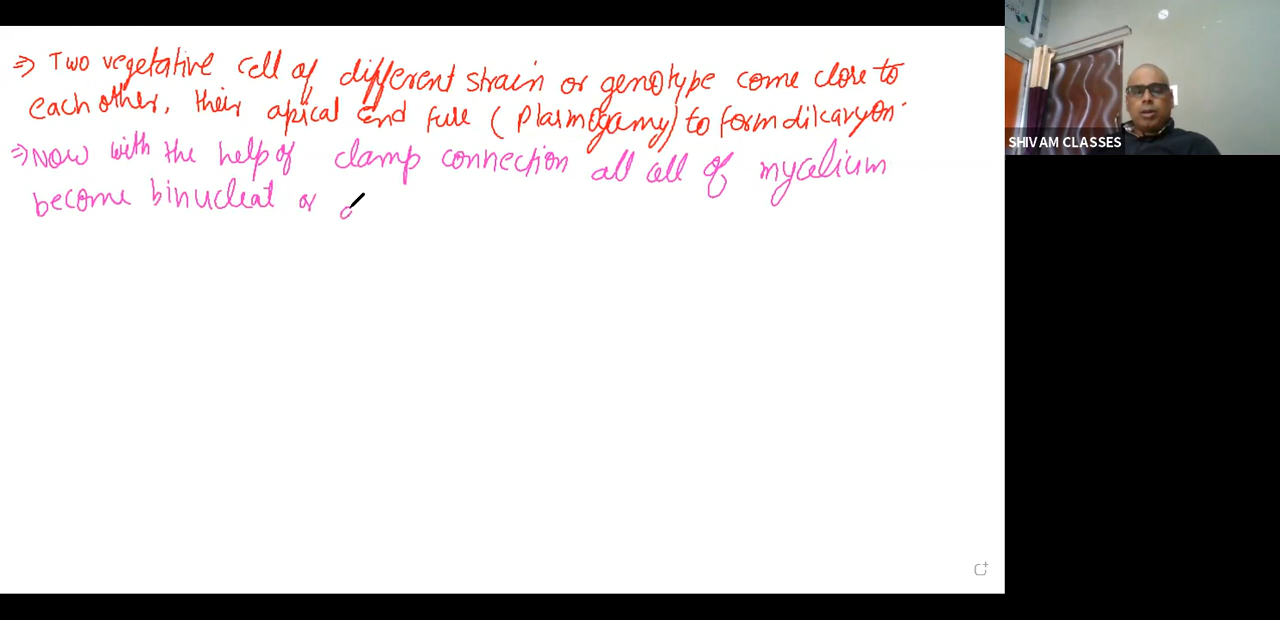 ⇒ Two vegetative cell of different strain or genotype come close to
each other, their apical end fuse (Plasmogamy) to form dikaryon.
⇒ Now with the help of clamp connection all cell of mycelium
become binucleat or
SHIVAM CLASSES